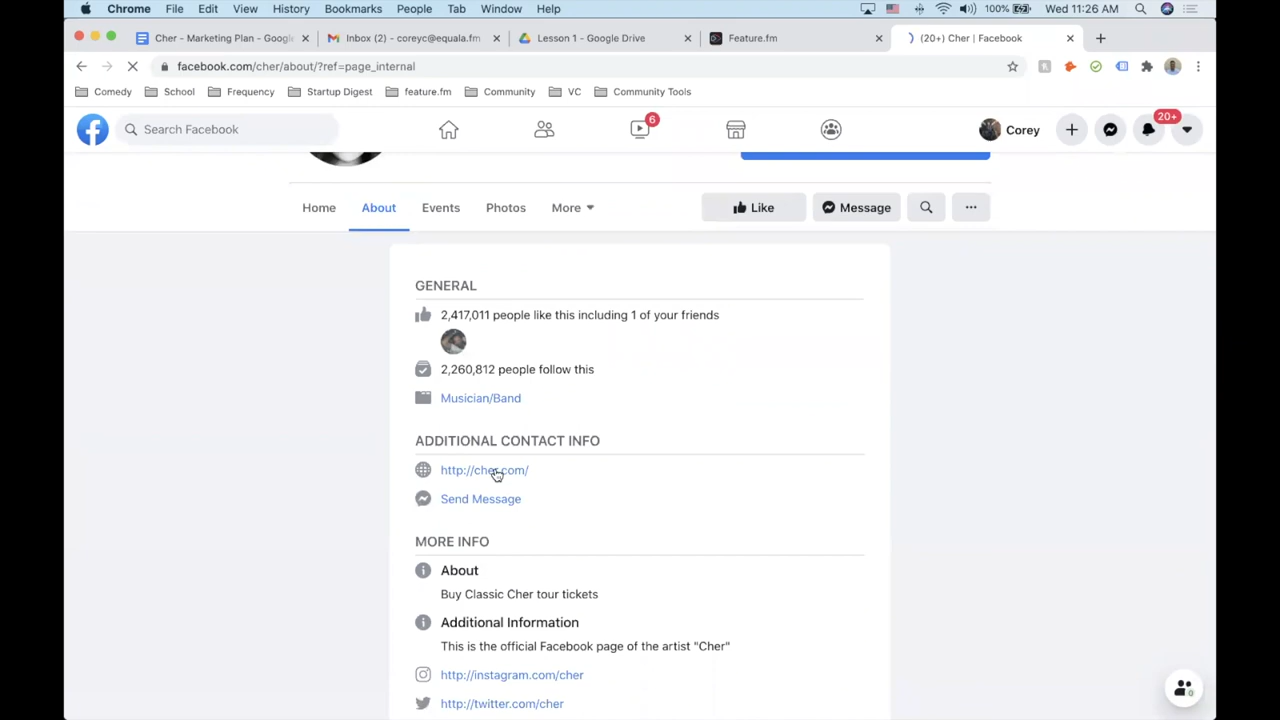 Chrome File Edit View History Bookmarks People Tab Window Help 100% Wed 11:26 AM
Cher - Marketing Plan - Google Inbox (2) - coreyc@equala.fm Lesson 1 - Google Drive Feature.fm (20+) Cher | Facebook
facebook.com/cher/about/?ref=page_internal
Comedy School Frequency Startup Digest feature.fm Community VC Community Tools
Search Facebook 6 Corey 20+
Home About Events Photos More Like Message
GENERAL
2,417,011 people like this including 1 of your friends
2,260,812 people follow this
Musician/Band
ADDITIONAL CONTACT INFO
http://cher.com/
Send Message
MORE INFO
About
Buy Classic Cher tour tickets
Additional Information
This is the official Facebook page of the artist "Cher"
http://instagram.com/cher
http://twitter.com/cher